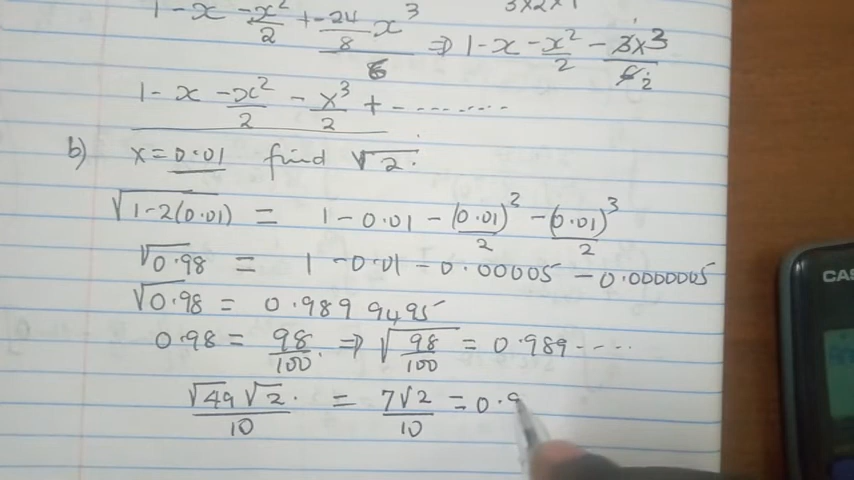 1 - x - x²/2 + -24/8 x³/6 ⇒ 1 - x - x²/2 - 3x³/6 2
3x2x1
1 - x - x²/2 - x³/2 + - - - - - - - -
b) x = 0.01 find √2.
√1-2(0.01) = 1 - 0.01 - (0.01)²/2 - (0.01)³/2
√0.98 = 1 - 0.01 - 0.00005 - 0.0000005
√0.98 = 0.989 9495
0.98 = 98/100. ⇒ √98/100 = 0.989 - - - -
√49 √2./10 = 7√2/10 = 0.9
CAS